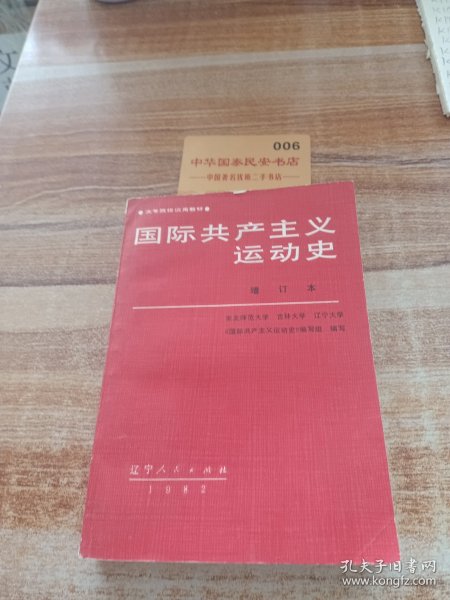 006
中华国泰民安书店
中国著名线装二手书店
●大专院校试用教材●
国际共产主义
运动史
增订本
东北师范大学 吉林大学 辽宁大学
《国际共产主义运动史》编写组 编写
辽宁人民出版社
1982
孔夫子旧书网
www.kongfz.com